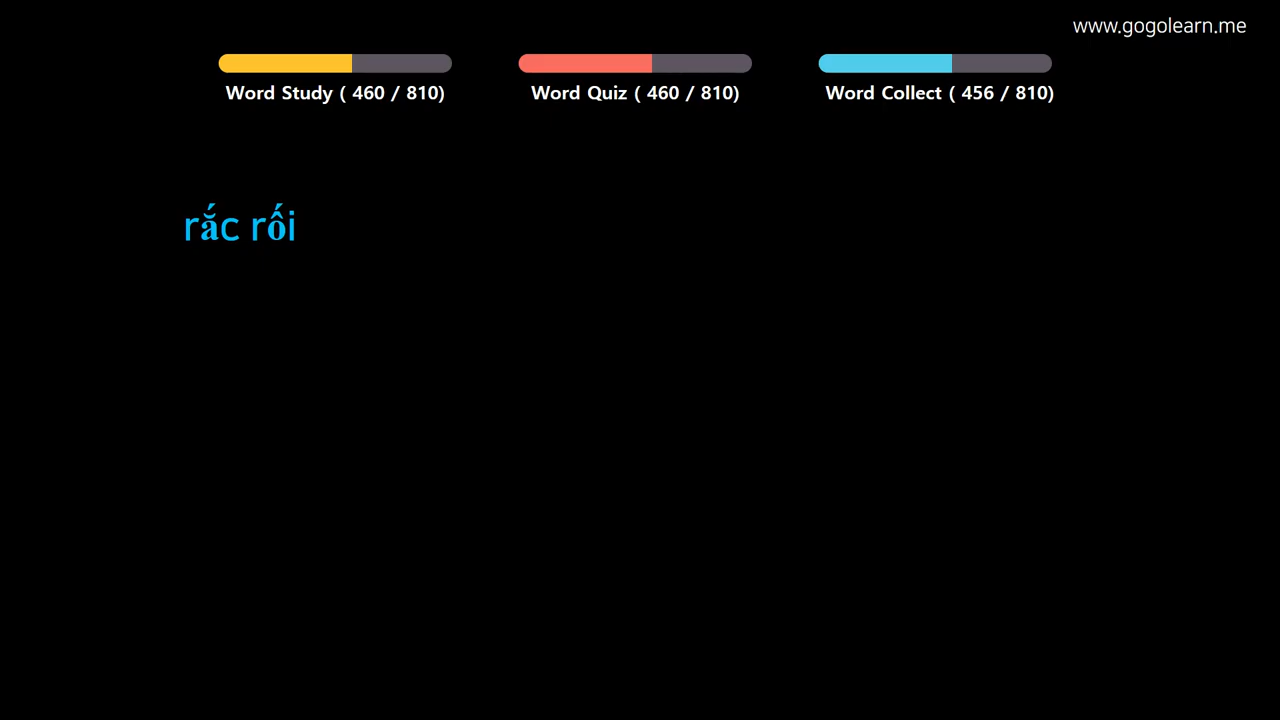 www.gogolearn.me
Word Study ( 460 / 810)
Word Quiz ( 460 / 810)
Word Collect ( 456 / 810)
rắc rối